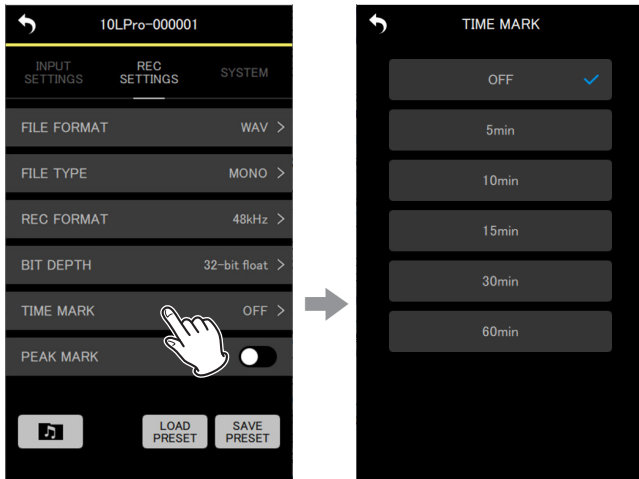 10LPro-000001
INPUT
SETTINGS
REC
SETTINGS
SYSTEM
FILE FORMAT WAV >
FILE TYPE MONO >
REC FORMAT 48kHz >
BIT DEPTH 32-bit float >
TIME MARK OFF >
PEAK MARK
LOAD
PRESET
SAVE
PRESET
TIME MARK
OFF
5min
10min
15min
30min
60min